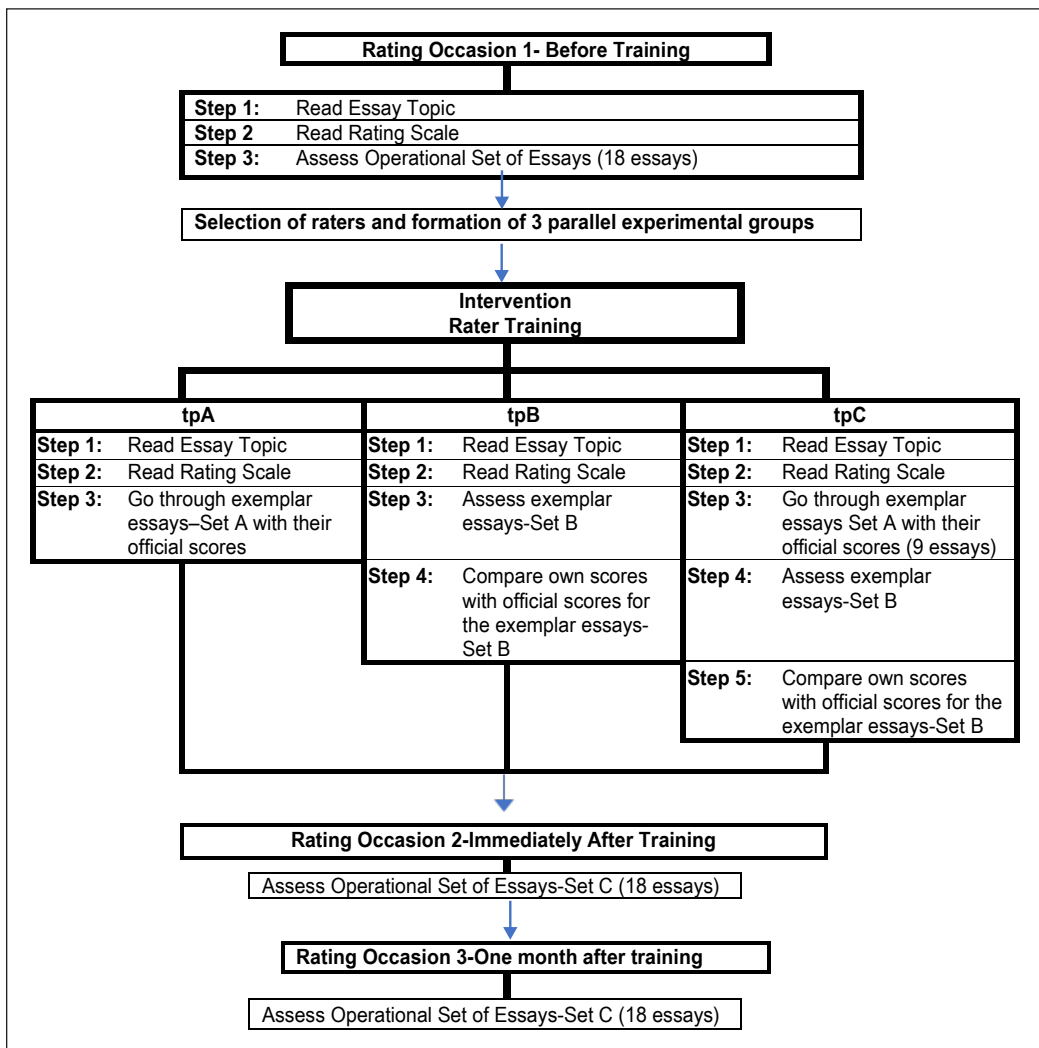 Rating Occasion 1- Before Training
Step 1: Read Essay Topic
Step 2 Read Rating Scale
Step 3: Assess Operational Set of Essays (18 essays)
Selection of raters and formation of 3 parallel experimental groups
Intervention
Rater Training
tpA
Step 1: Read Essay Topic
Step 2: Read Rating Scale
Step 3: Go through exemplar
essays–Set A with their
official scores
tpB
Step 1: Read Essay Topic
Step 2: Read Rating Scale
Step 3: Assess exemplar
essays-Set B
Step 4: Compare own scores
with official scores for
the exemplar essays-
Set B
tpC
Step 1: Read Essay Topic
Step 2: Read Rating Scale
Step 3: Go through exemplar
essays Set A with their
official scores (9 essays)
Step 4: Assess exemplar
essays-Set B
Step 5: Compare own scores
with official scores for the
exemplar essays-Set B
Rating Occasion 2-Immediately After Training
Assess Operational Set of Essays-Set C (18 essays)
Rating Occasion 3-One month after training
Assess Operational Set of Essays-Set C (18 essays)